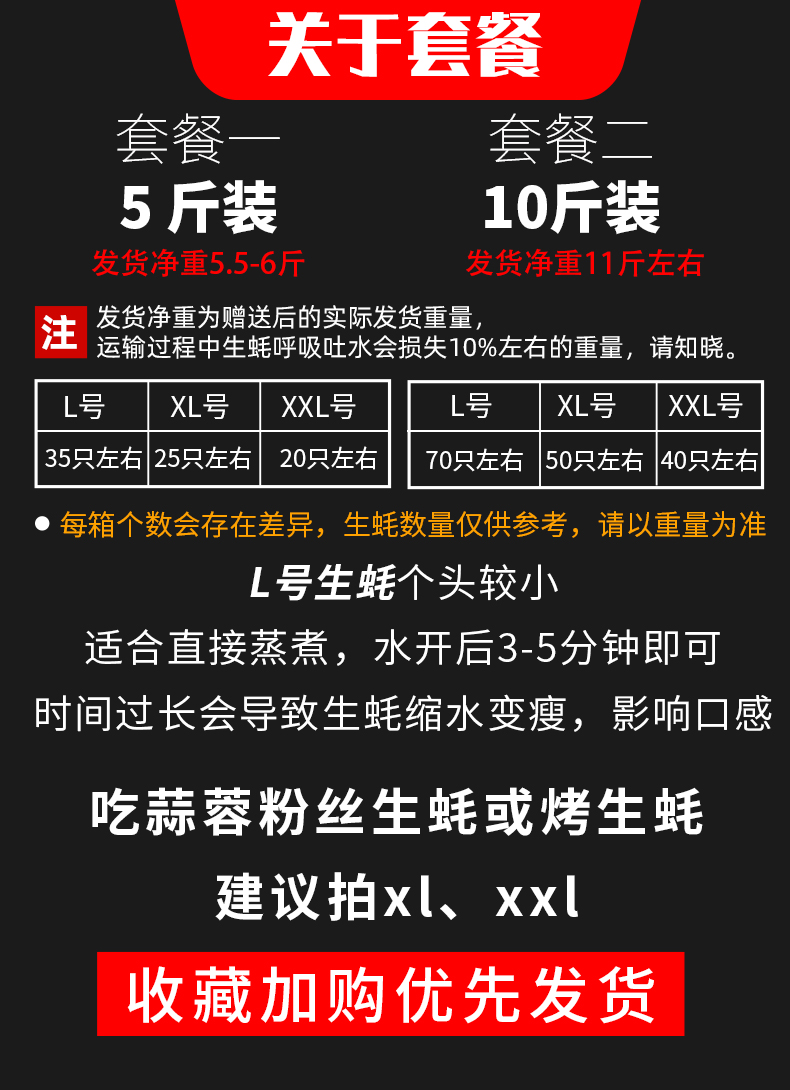 关于套餐
套餐一
5斤装
发货净重5.5-6斤
套餐二
10斤装
发货净重11斤左右
注
发货净重为赠送后的实际发货重量，
运输过程中生蚝呼吸吐水会损失10%左右的重量，请知晓。
L号 XL号 XXL号
35只左右 25只左右 20只左右
L号 XL号 XXL号
70只左右 50只左右 40只左右
● 每箱个数会存在差异，生蚝数量仅供参考，请以重量为准
L号生蚝个头较小
适合直接蒸煮，水开后3-5分钟即可
时间过长会导致生蚝缩水变瘦，影响口感
吃蒜蓉粉丝生蚝或烤生蚝
建议拍xl、xxl
收藏加购优先发货